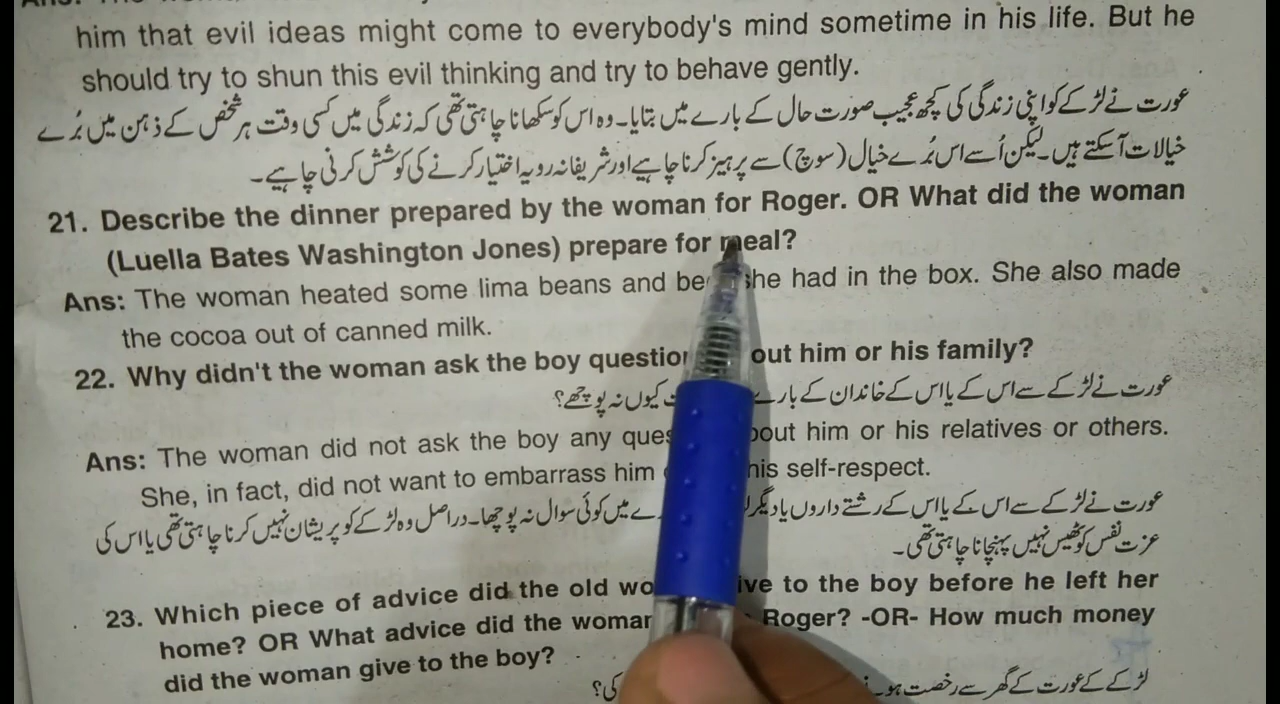 him that evil ideas might come to everybody's mind sometime in his life. But he
should try to shun this evil thinking and try to behave gently.
عورت نے لڑکے کو اپنی زندگی کی کچھ عجیب صورت حال کے بارے میں بتایا۔ وہ اس کو سکھانا چاہتی تھی کہ زندگی میں کسی وقت ہر شخص کے ذہن میں بُرے
خیالات آ سکتے ہیں۔ لیکن اُسے اس بُرے خیال (سوچ) سے پرہیز کرنا چاہیے اور شریفانہ رویہ اختیار کرنے کی کوشش کرنی چاہیے۔
21. Describe the dinner prepared by the woman for Roger. OR What did the woman
(Luella Bates Washington Jones) prepare for meal?
Ans: The woman heated some lima beans and she had in the box. She also made
the cocoa out of canned milk.
22. Why didn't the woman ask the boy him or his family?
عورت نے لڑکے سے اس کے یا اس کے خاندان کے بارے کیوں نہ پوچھے؟
Ans: The woman did not ask the boy any him or his relatives or others.
She, in fact, did not want to embarrass him his self-respect.
عورت نے لڑکے سے اس کے یا اس کے رشتے داروں یا دیگر میں کوئی سوال نہ پوچھا۔ دراصل وہ لڑکے کو پریشان نہیں کرنا چاہتی تھی یا اس کی
عزت نفس کو ٹھیس نہیں پہنچانا چاہتی تھی۔
23. Which piece of advice did the old to the boy before he left her
home? OR What advice did the Roger? -OR- How much money
did the woman give to the boy?
لڑکے کے عورت کے گھر سے رخصت کی؟